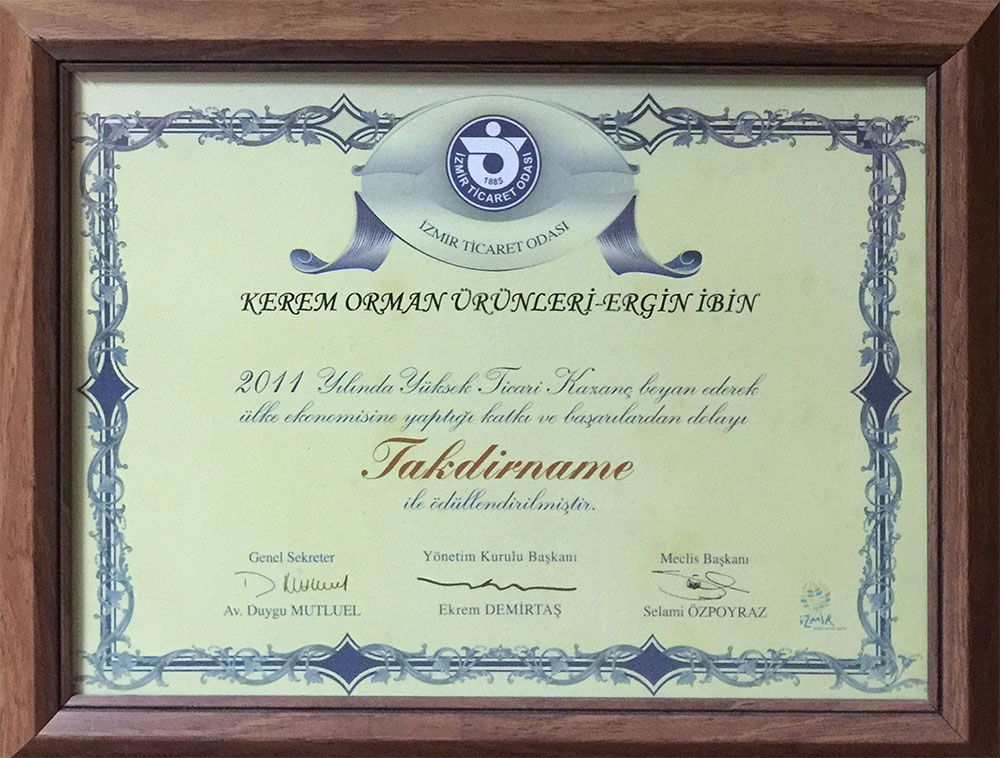 İZMİR TİCARET ODASI
1885
İZMİR TİCARET ODASI
KEREM ORMAN ÜRÜNLERİ-ERGİN İBİN
2011 Yılında Yüksek Ticari Kazanç beyan ederek
ülke ekonomisine yaptığı katkı ve başarılardan dolayı
Takdirname
ile ödüllendirilmiştir.
Genel Sekreter Yönetim Kurulu Başkanı Meclis Başkanı
Av. Duygu MUTLUEL Ekrem DEMİRTAŞ Selami ÖZPOYRAZ
İZMİR